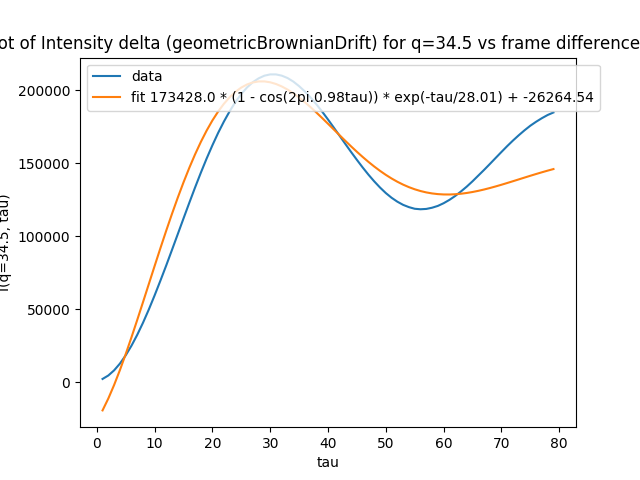 ot of Intensity delta (geometricBrownianDrift) for q=34.5 vs frame difference
data
fit 173428.0 * (1 - cos(2pi 0.98tau)) * exp(-tau/28.01) + -26264.54
200000
150000
100000
50000
0
(q=34.5, tau)
0 10 20 30 40 50 60 70 80
tau